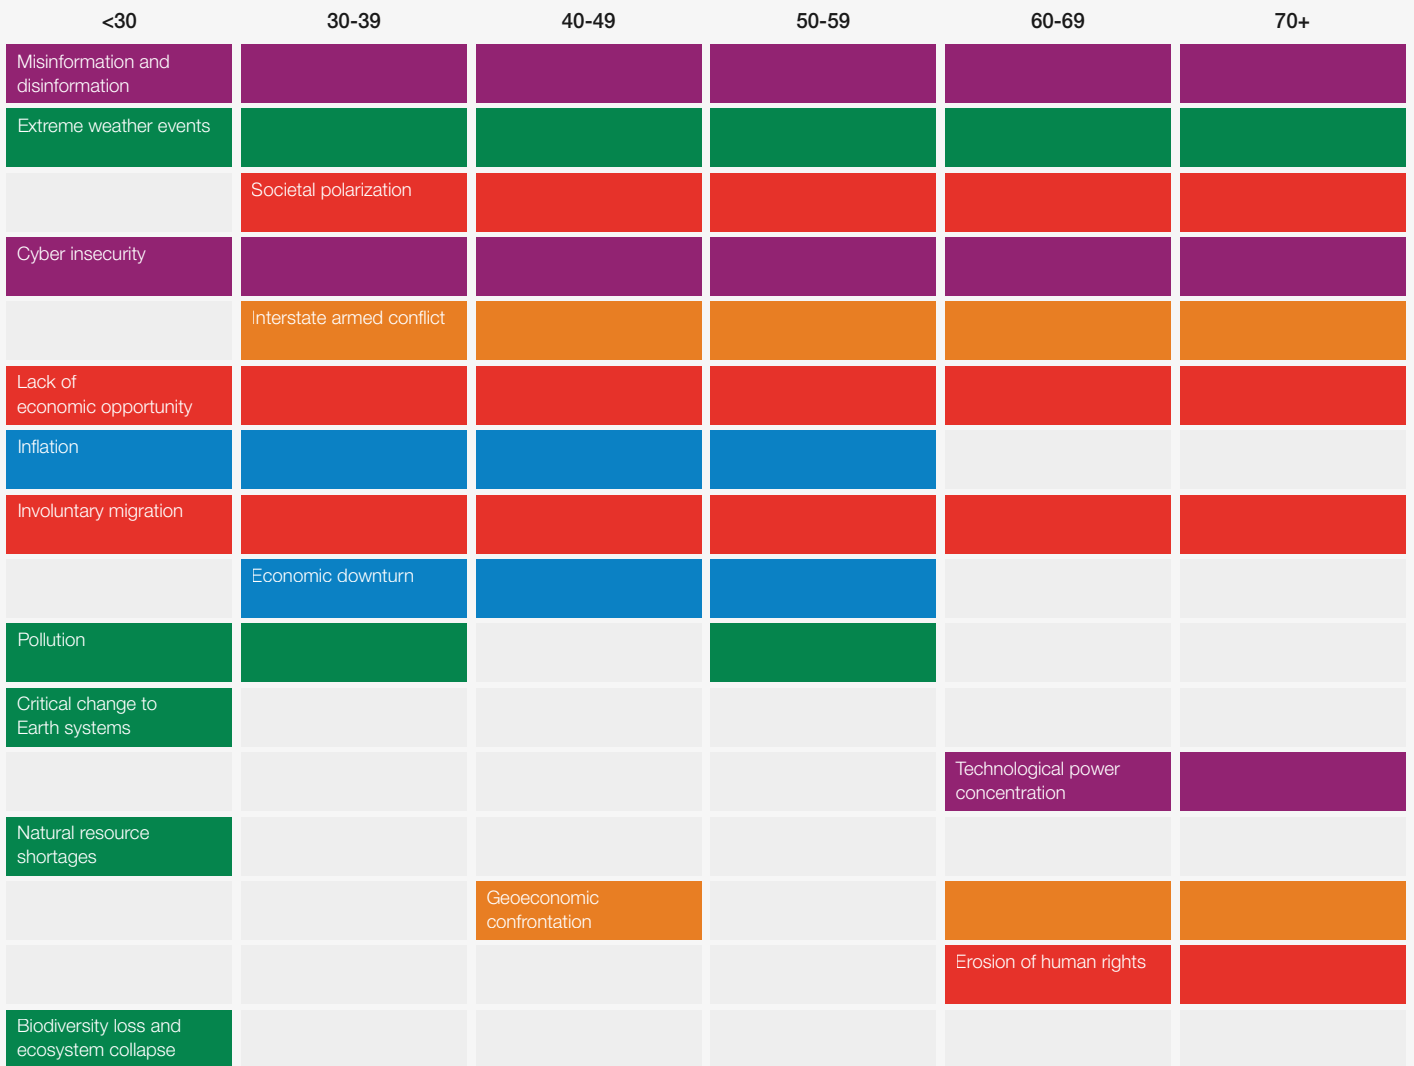 <30 30-39 40-49 50-59 60-69 70+
Misinformation and
disinformation
Extreme weather events
Societal polarization
Cyber insecurity
Interstate armed conflict
Lack of
economic opportunity
Inflation
Involuntary migration
Economic downturn
Pollution
Critical change to
Earth systems
Technological power
concentration
Natural resource
shortages
Geoeconomic
confrontation
Erosion of human rights
Biodiversity loss and
ecosystem collapse